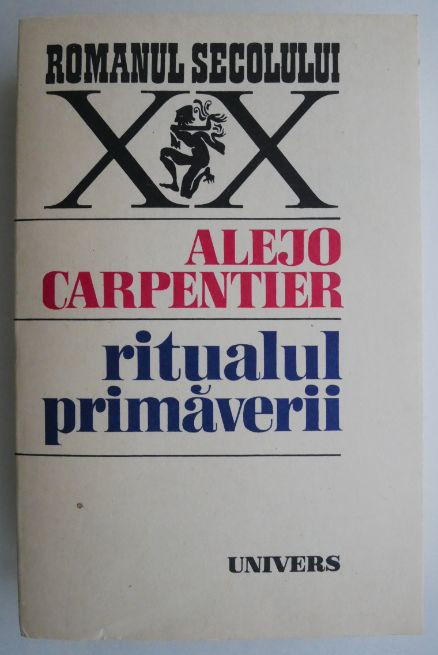 ROMANUL SECOLULUI
XX
ALEJO
CARPENTIER
ritualul
primăverii
UNIVERS